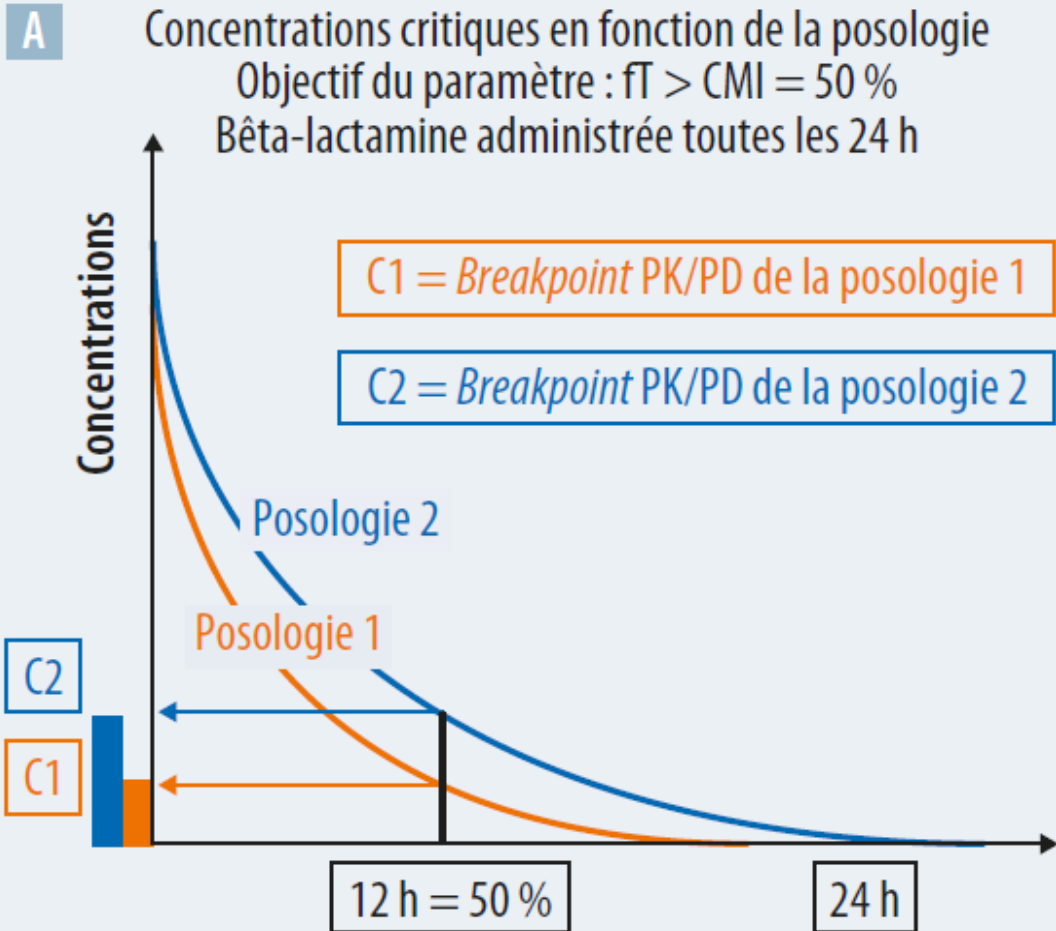 A
Concentrations critiques en fonction de la posologie
Objectif du paramètre : fT > CMI = 50 %
Bêta-lactamine administrée toutes les 24 h
Concentrations
C1 = Breakpoint PK/PD de la posologie 1
C2 = Breakpoint PK/PD de la posologie 2
Posologie 2
Posologie 1
C2
C1
12 h = 50 %
24 h